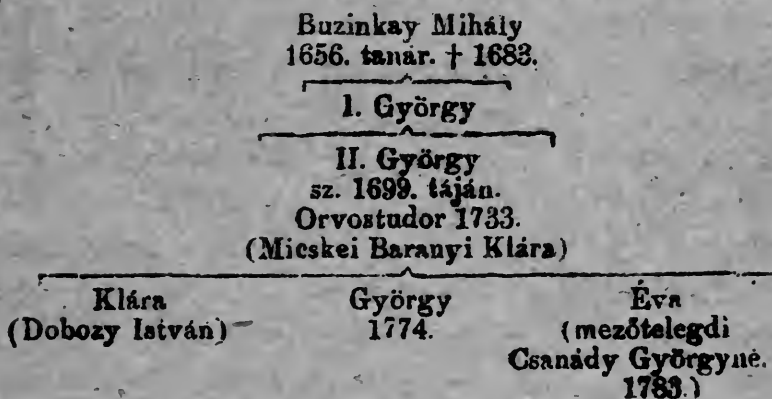 Buzinkay Mihály
1656. tanár. † 1683.
I. György
II. György
sz. 1699. táján.
Orvostudor 1733.
(Micskei Baranyi Klára)
Klára György Éva
(Dobozy István) 1774. (mezőtelegdi
Csanády Györgyné.
1783.)